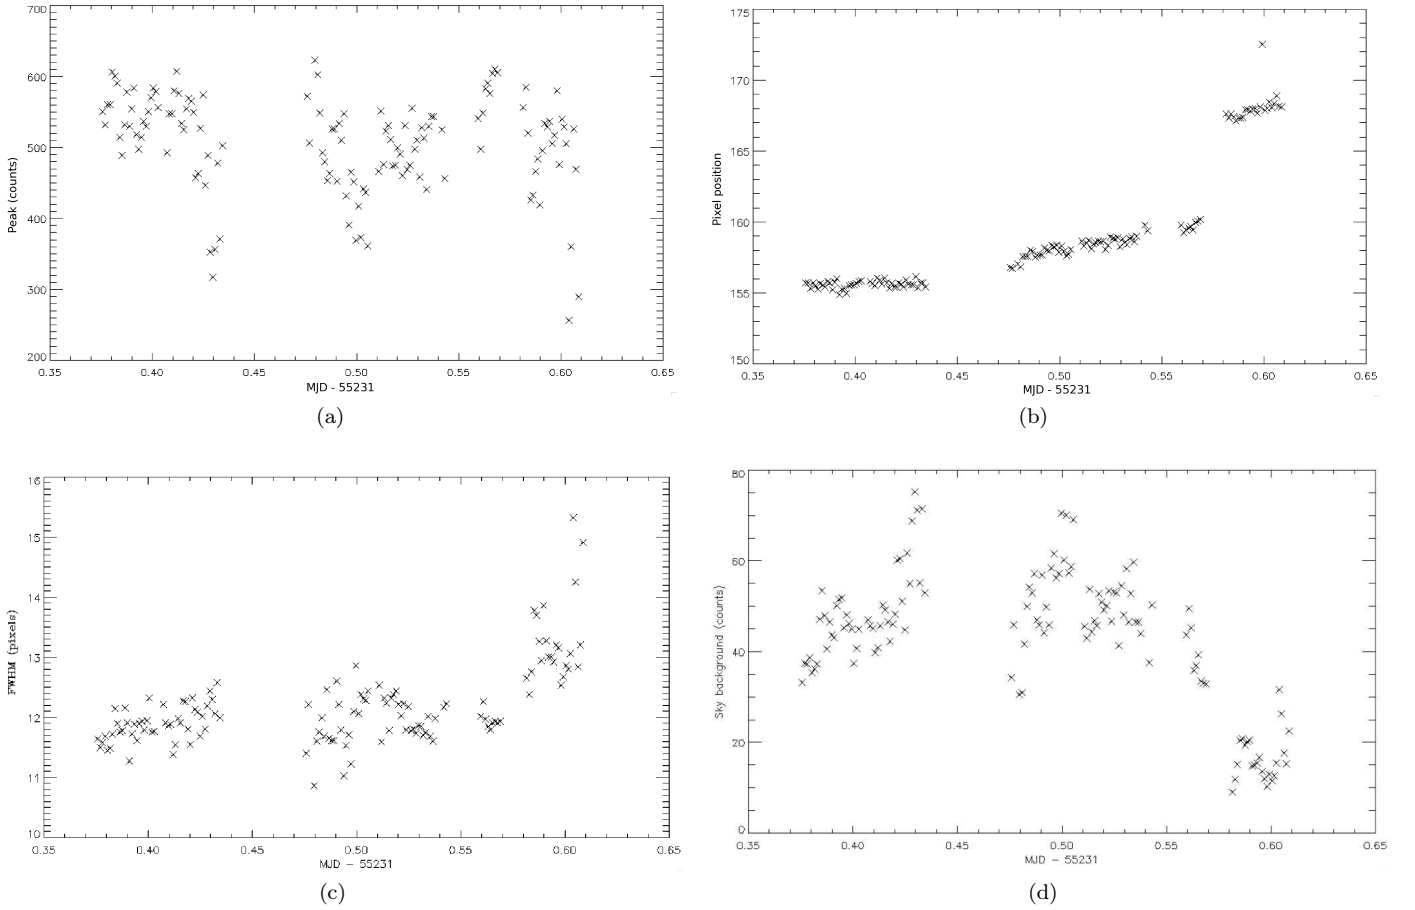 700
600
500
400
300
200
Peak (counts)
0.35 0.40 0.45 0.50 0.55 0.60 0.65
MJD - 55231
(a)
175
170
165
160
155
150
Pixel position
0.35 0.40 0.45 0.50 0.55 0.60 0.65
MJD - 55231
(b)
16
15
14
13
12
11
10
FWHM (pixels)
0.35 0.40 0.45 0.50 0.55 0.60 0.65
MJD – 55231
(c)
80
60
40
20
0
Sky background (counts)
0.35 0.40 0.45 0.50 0.55 0.60 0.65
MJD – 55231
(d)